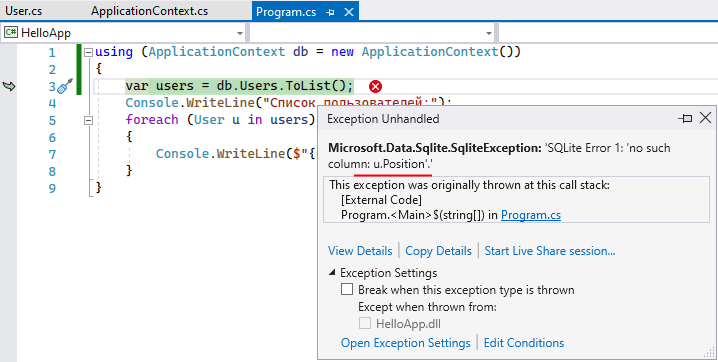 User.cs ApplicationContext.cs Program.cs
C# HelloApp
1 using (ApplicationContext db = new ApplicationContext())
2 {
3 var users = db.Users.ToList();
4 Console.WriteLine("Список пользователей:");
5 foreach (User u in users)
6 {
7 Console.WriteLine($"{
8 }
9 }
Exception Unhandled
Microsoft.Data.Sqlite.SqliteException: 'SQLite Error 1: 'no such
column: u.Position'.'
This exception was originally thrown at this call stack:
[External Code]
Program.<Main>$(string[]) in Program.cs
View Details | Copy Details | Start Live Share session...
Exception Settings
Break when this exception type is thrown
Except when thrown from:
HelloApp.dll
Open Exception Settings | Edit Conditions